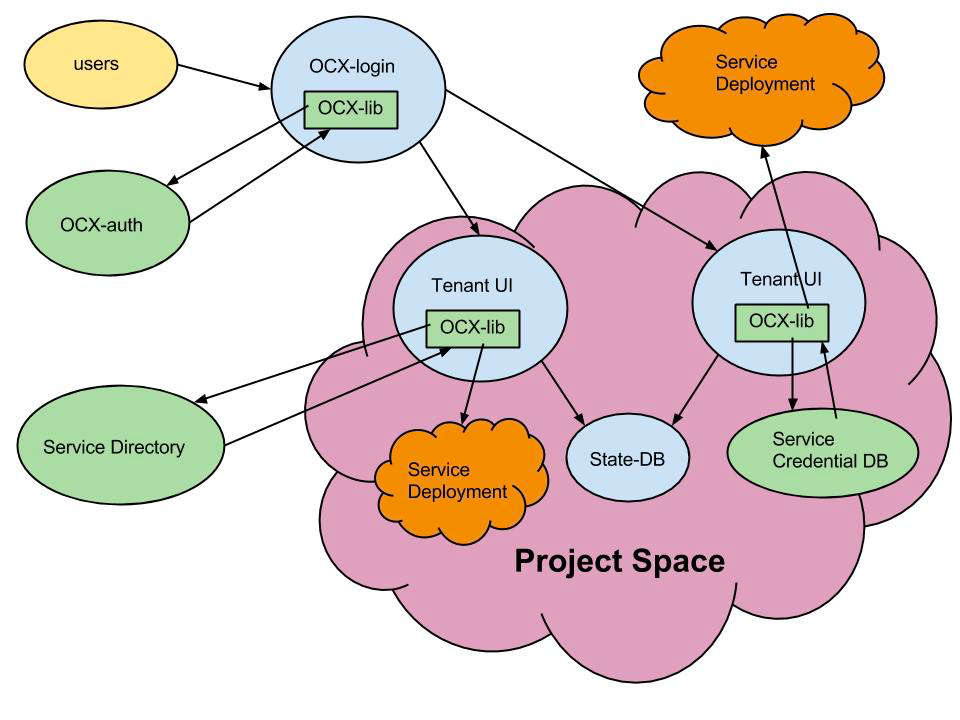 users
OCX-login
OCX-lib
Service
Deployment
OCX-auth
Tenant UI
OCX-lib
Tenant UI
OCX-lib
Service Directory
Service
Deployment
State-DB
Service
Credential DB
Project Space